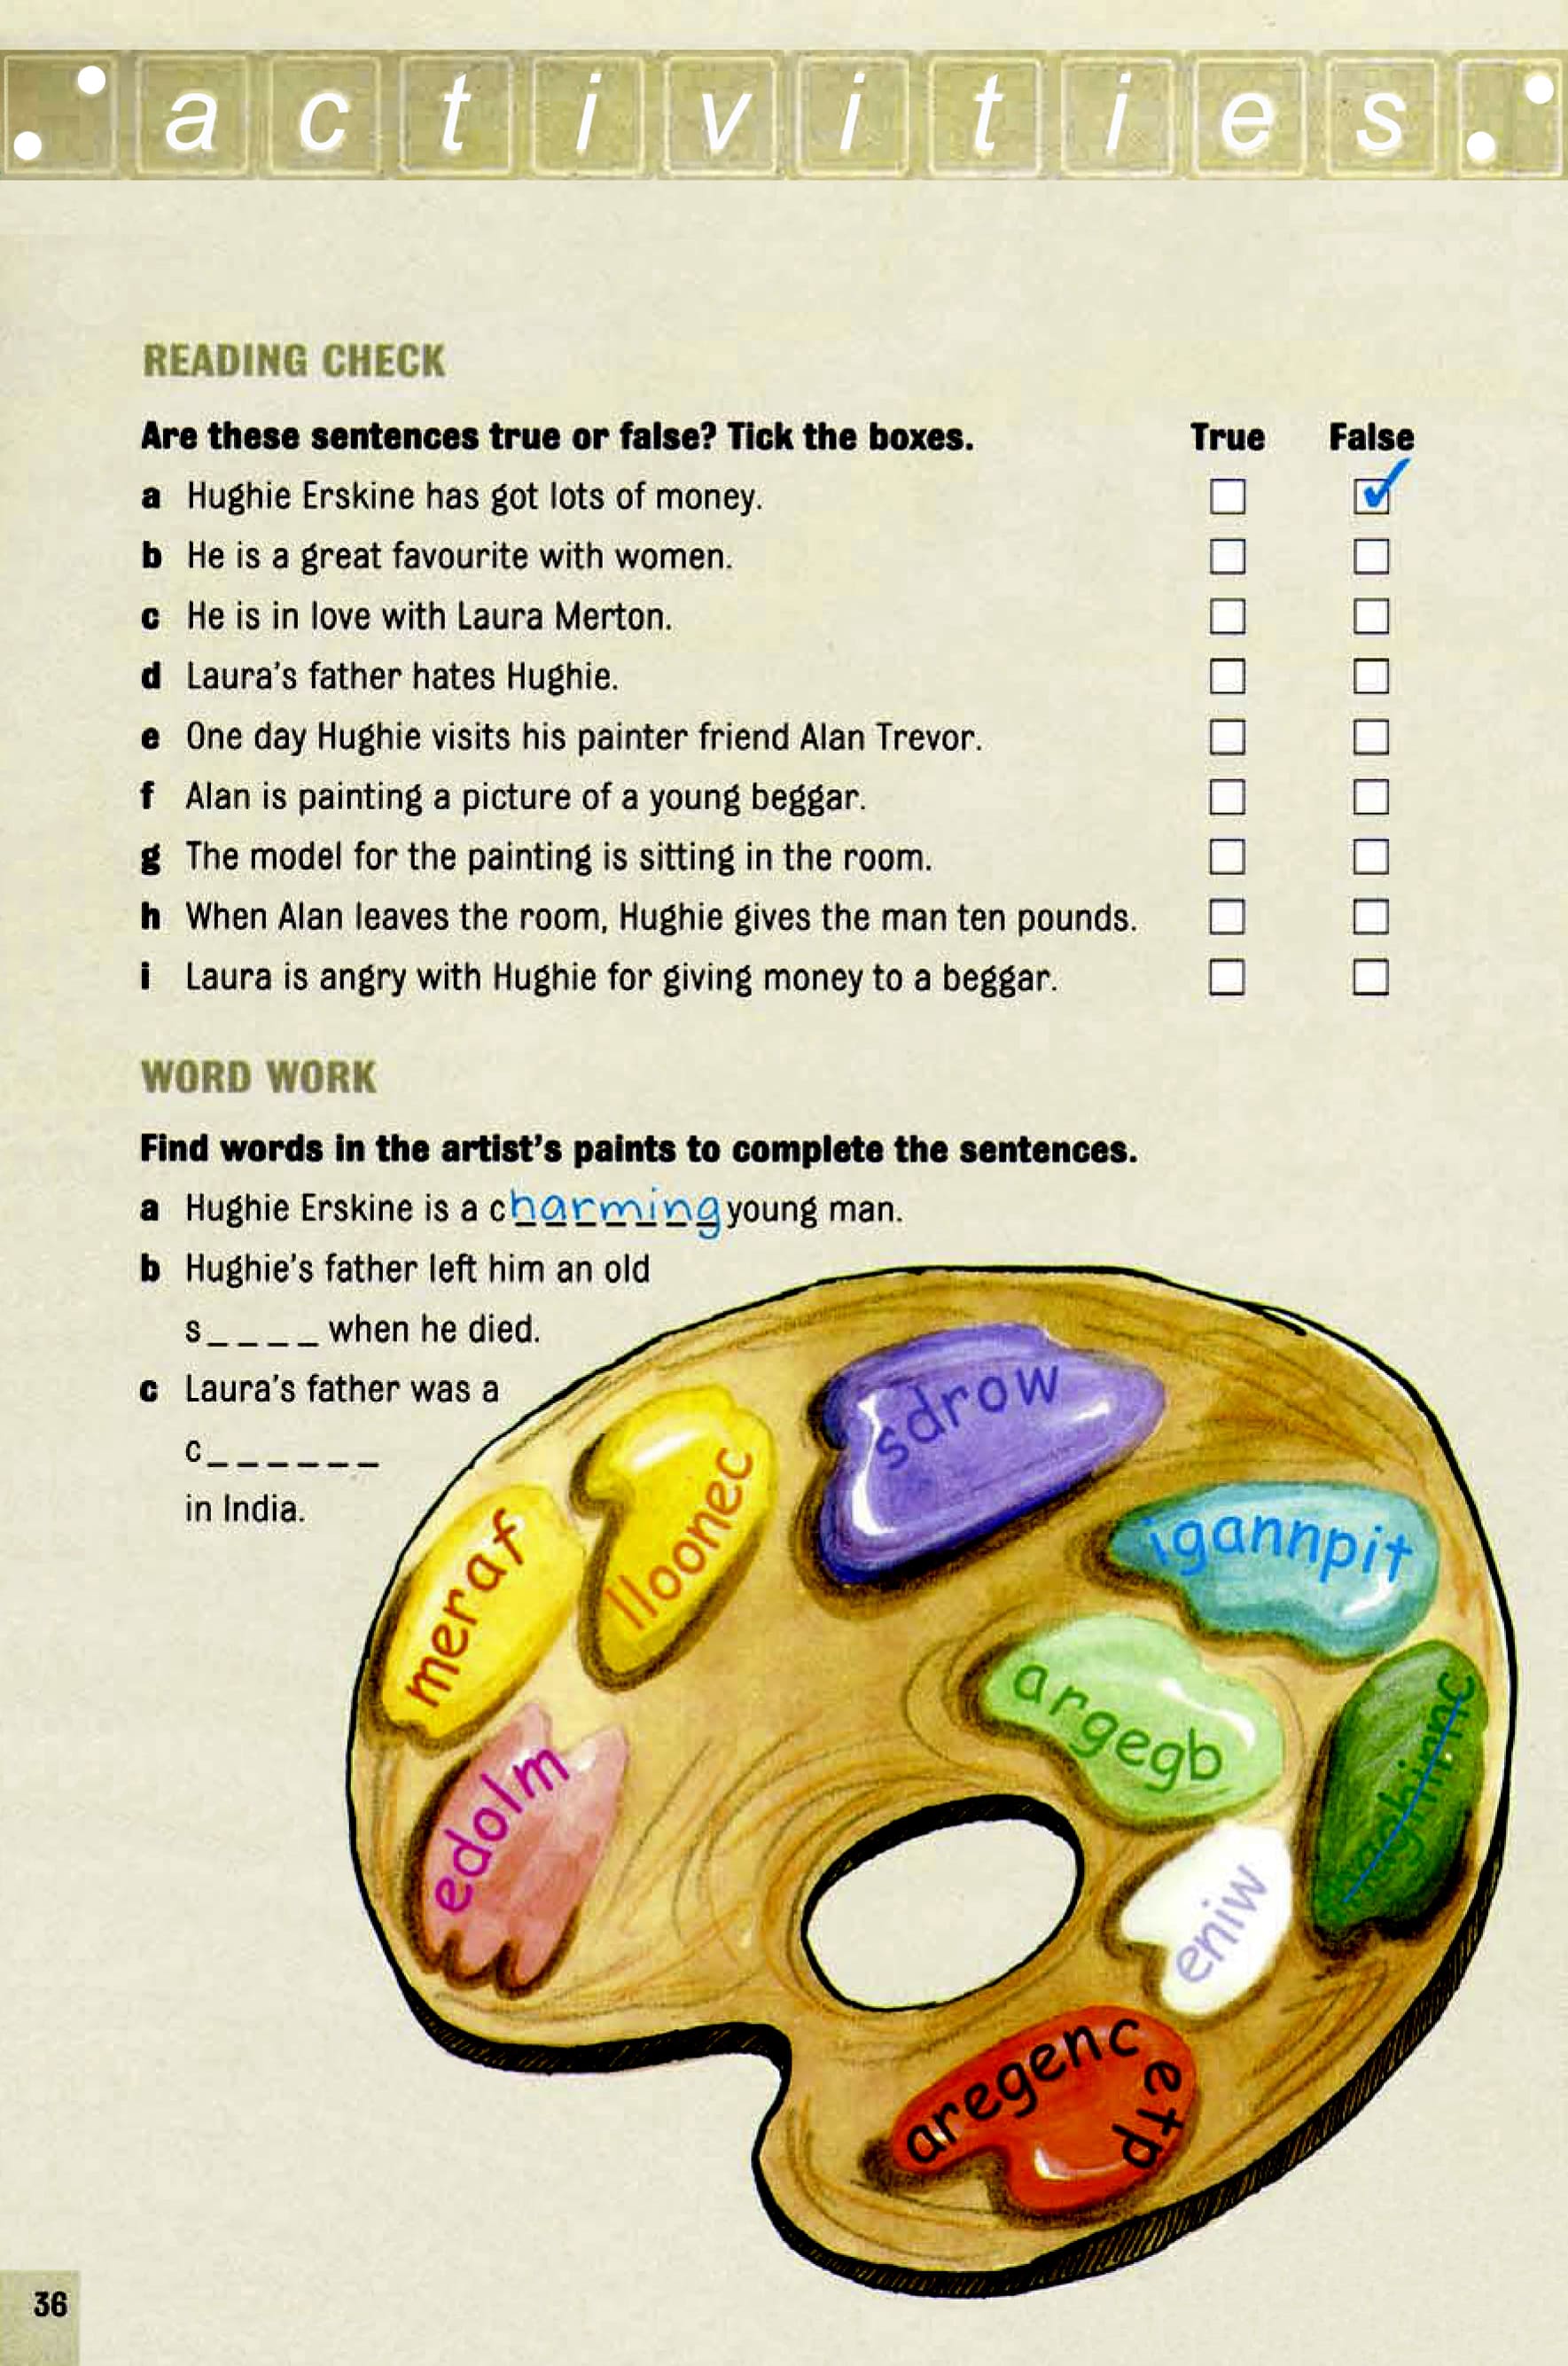 activities
READING CHECK
Are these sentences true or false? Tick the boxes. True False
a Hughie Erskine has got lots of money.
b He is a great favourite with women.
c He is in love with Laura Merton.
d Laura's father hates Hughie.
e One day Hughie visits his painter friend Alan Trevor.
f Alan is painting a picture of a young beggar.
g The model for the painting is sitting in the room.
h When Alan leaves the room, Hughie gives the man ten pounds.
i Laura is angry with Hughie for giving money to a beggar.
WORD WORK
Find words in the artist's paints to complete the sentences.
a Hughie Erskine is a charming young man.
b Hughie's father left him an old
s_ _ _ _ when he died.
c Laura's father was a
c_ _ _ _ _ _
in India.
sdrow
lloonec
meraf
igannpit
argegb
edolm
eniw
aregenc
etp
36